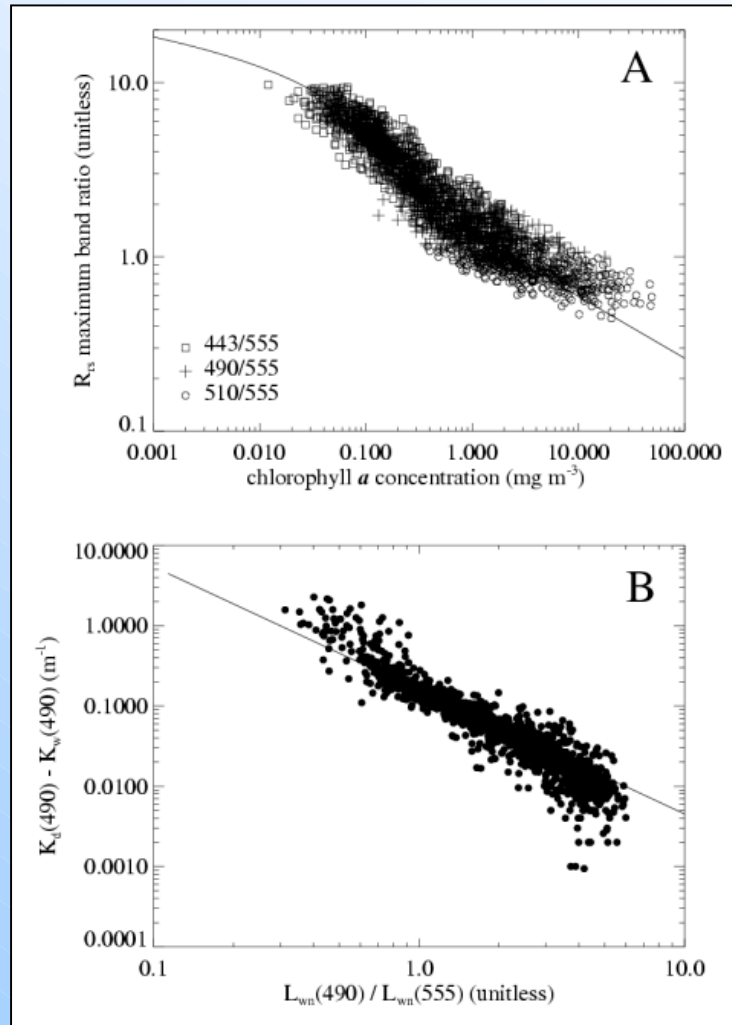 A
10.0
1.0
0.1
R_rs maximum band ratio (unitless)
□ 443/555
+ 490/555
○ 510/555
0.001 0.010 0.100 1.000 10.000 100.000
chlorophyll a concentration (mg m⁻³)
B
10.0000
1.0000
0.1000
0.0100
0.0010
0.0001
K_d(490) - K_w(490) (m⁻¹)
0.1 1.0 10.0
L_wn(490) / L_wn(555) (unitless)